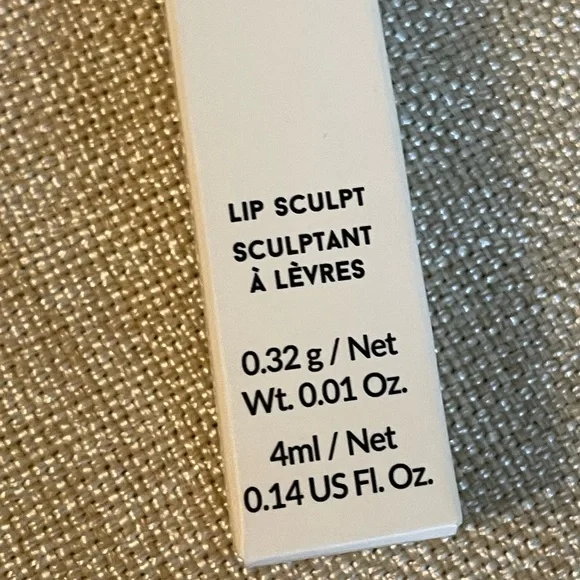 LIP SCULPT
SCULPTANT
À LÈVRES
0.32 g / Net
Wt. 0.01 Oz.
4ml / Net
0.14 US Fl. Oz.